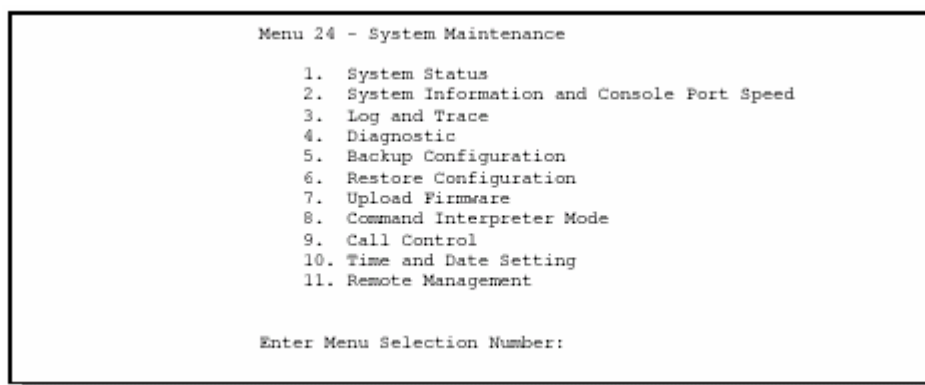 Menu 24 - System Maintenance
1. System Status
2. System Information and Console Port Speed
3. Log and Trace
4. Diagnostic
5. Backup Configuration
6. Restore Configuration
7. Upload Firmware
8. Command Interpreter Mode
9. Call Control
10. Time and Date Setting
11. Remote Management
Enter Menu Selection Number: